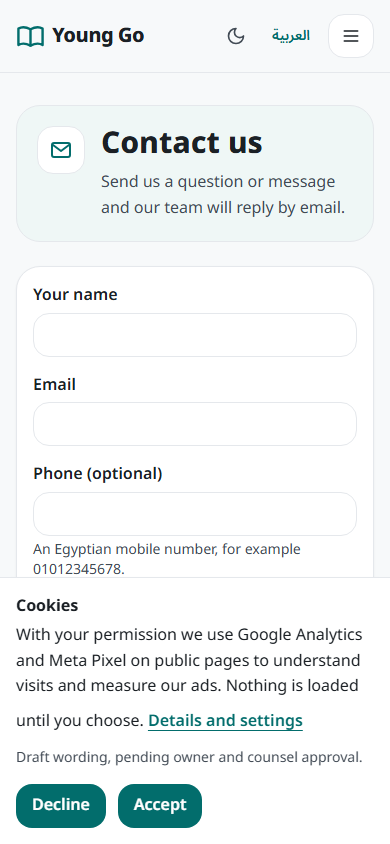 Young Go
العربية
Contact us
Send us a question or message
and our team will reply by email.
Your name
Email
Phone (optional)
An Egyptian mobile number, for example
01012345678.
Cookies
With your permission we use Google Analytics
and Meta Pixel on public pages to understand
visits and measure our ads. Nothing is loaded
until you choose. Details and settings
Draft wording, pending owner and counsel approval.
Decline
Accept